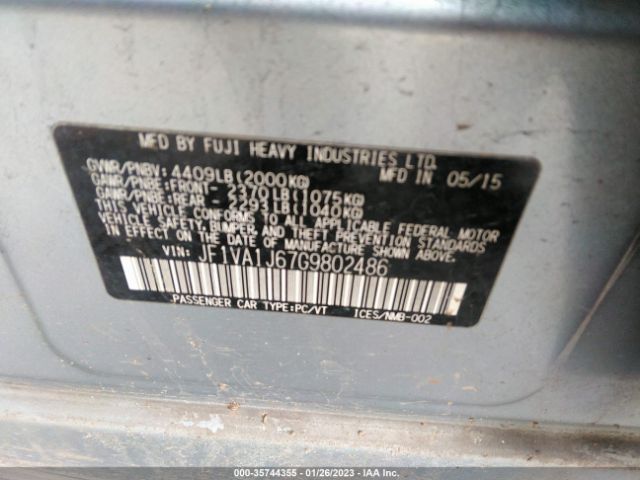 MFD BY FUJI HEAVY INDUSTRIES LTD.
MFD IN 05/15
GVWR/PNBV: 4409LB(2000KG)
GAWR/PNBE:FRONT- 2370LB(1075KG)
GAWR/PNBE:REAR - 2293LB(1040KG)
THIS VEHICLE CONFORMS TO ALL APPLICABLE FEDERAL MOTOR
VEHICLE SAFETY, BUMPER, AND THEFT PREVENTION STANDARDS
IN EFFECT ON THE DATE OF MANUFACTURE SHOWN ABOVE.
VIN: JF1VA1J67G9802486
PASSENGER CAR TYPE:PC/VT ICES/NMB-002
000-35744355 - 01/26/2023 - IAA Inc.